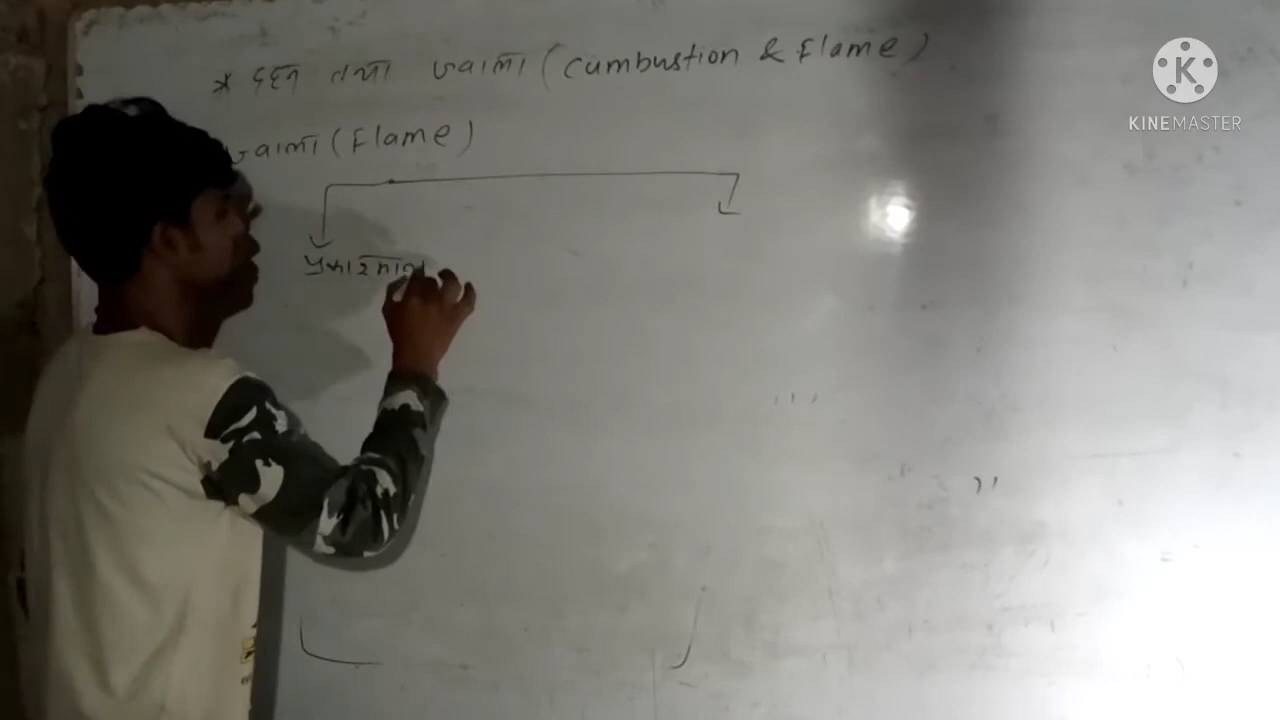 * दहन तथा ज्वाला (Cumbustion & Flame)
ज्वाला (Flame)
प्रकाशमान
K
KINEMASTER